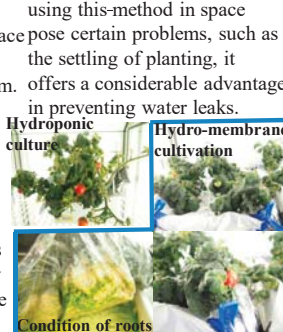 using this-method in space
ace pose certain problems, such as
the settling of planting, it
m. offers a considerable advantage
in preventing water leaks.
Hydroponic
culture
Hydro-membrane
cultivation
s
e
Condition of roots